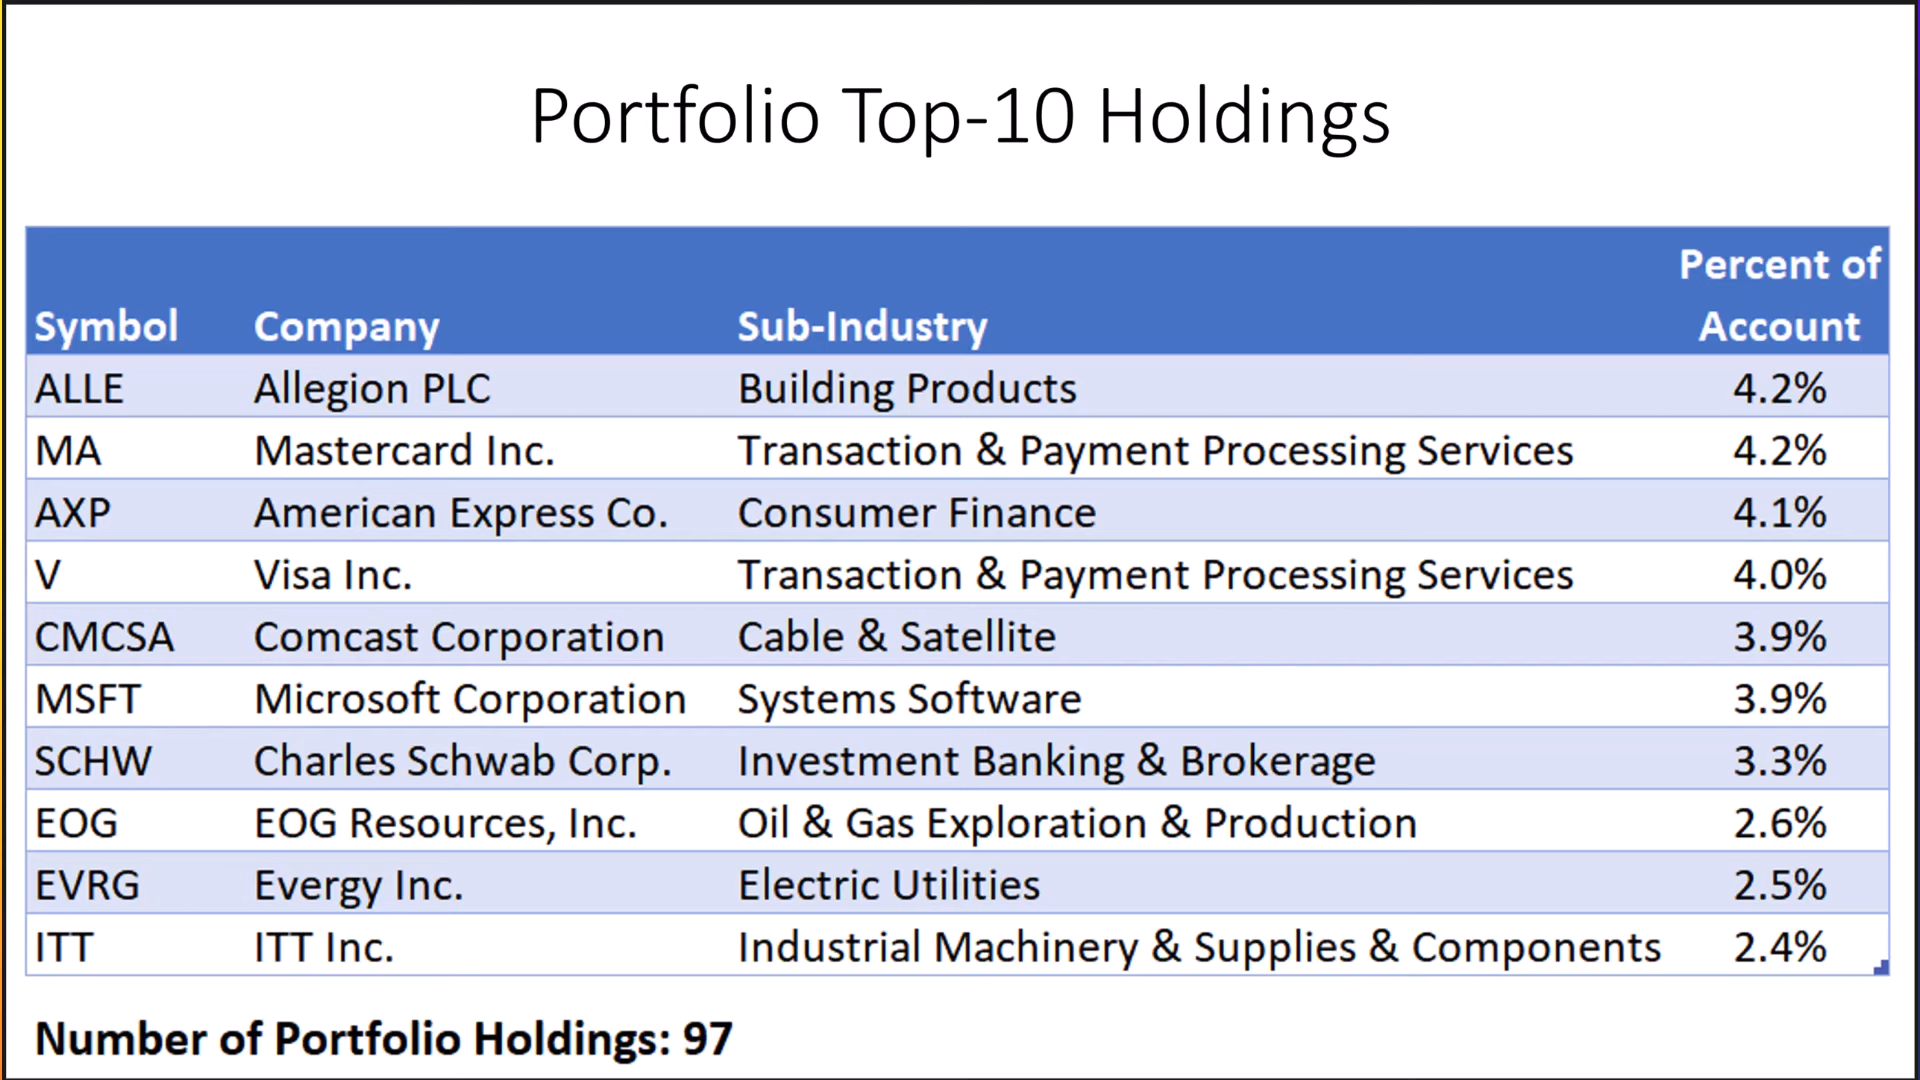 Portfolio Top-10 Holdings
Symbol Company Sub-Industry Percent of Account
ALLE Allegion PLC Building Products 4.2%
MA Mastercard Inc. Transaction & Payment Processing Services 4.2%
AXP American Express Co. Consumer Finance 4.1%
V Visa Inc. Transaction & Payment Processing Services 4.0%
CMCSA Comcast Corporation Cable & Satellite 3.9%
MSFT Microsoft Corporation Systems Software 3.9%
SCHW Charles Schwab Corp. Investment Banking & Brokerage 3.3%
EOG EOG Resources, Inc. Oil & Gas Exploration & Production 2.6%
EVRG Evergy Inc. Electric Utilities 2.5%
ITT ITT Inc. Industrial Machinery & Supplies & Components 2.4%
Number of Portfolio Holdings: 97